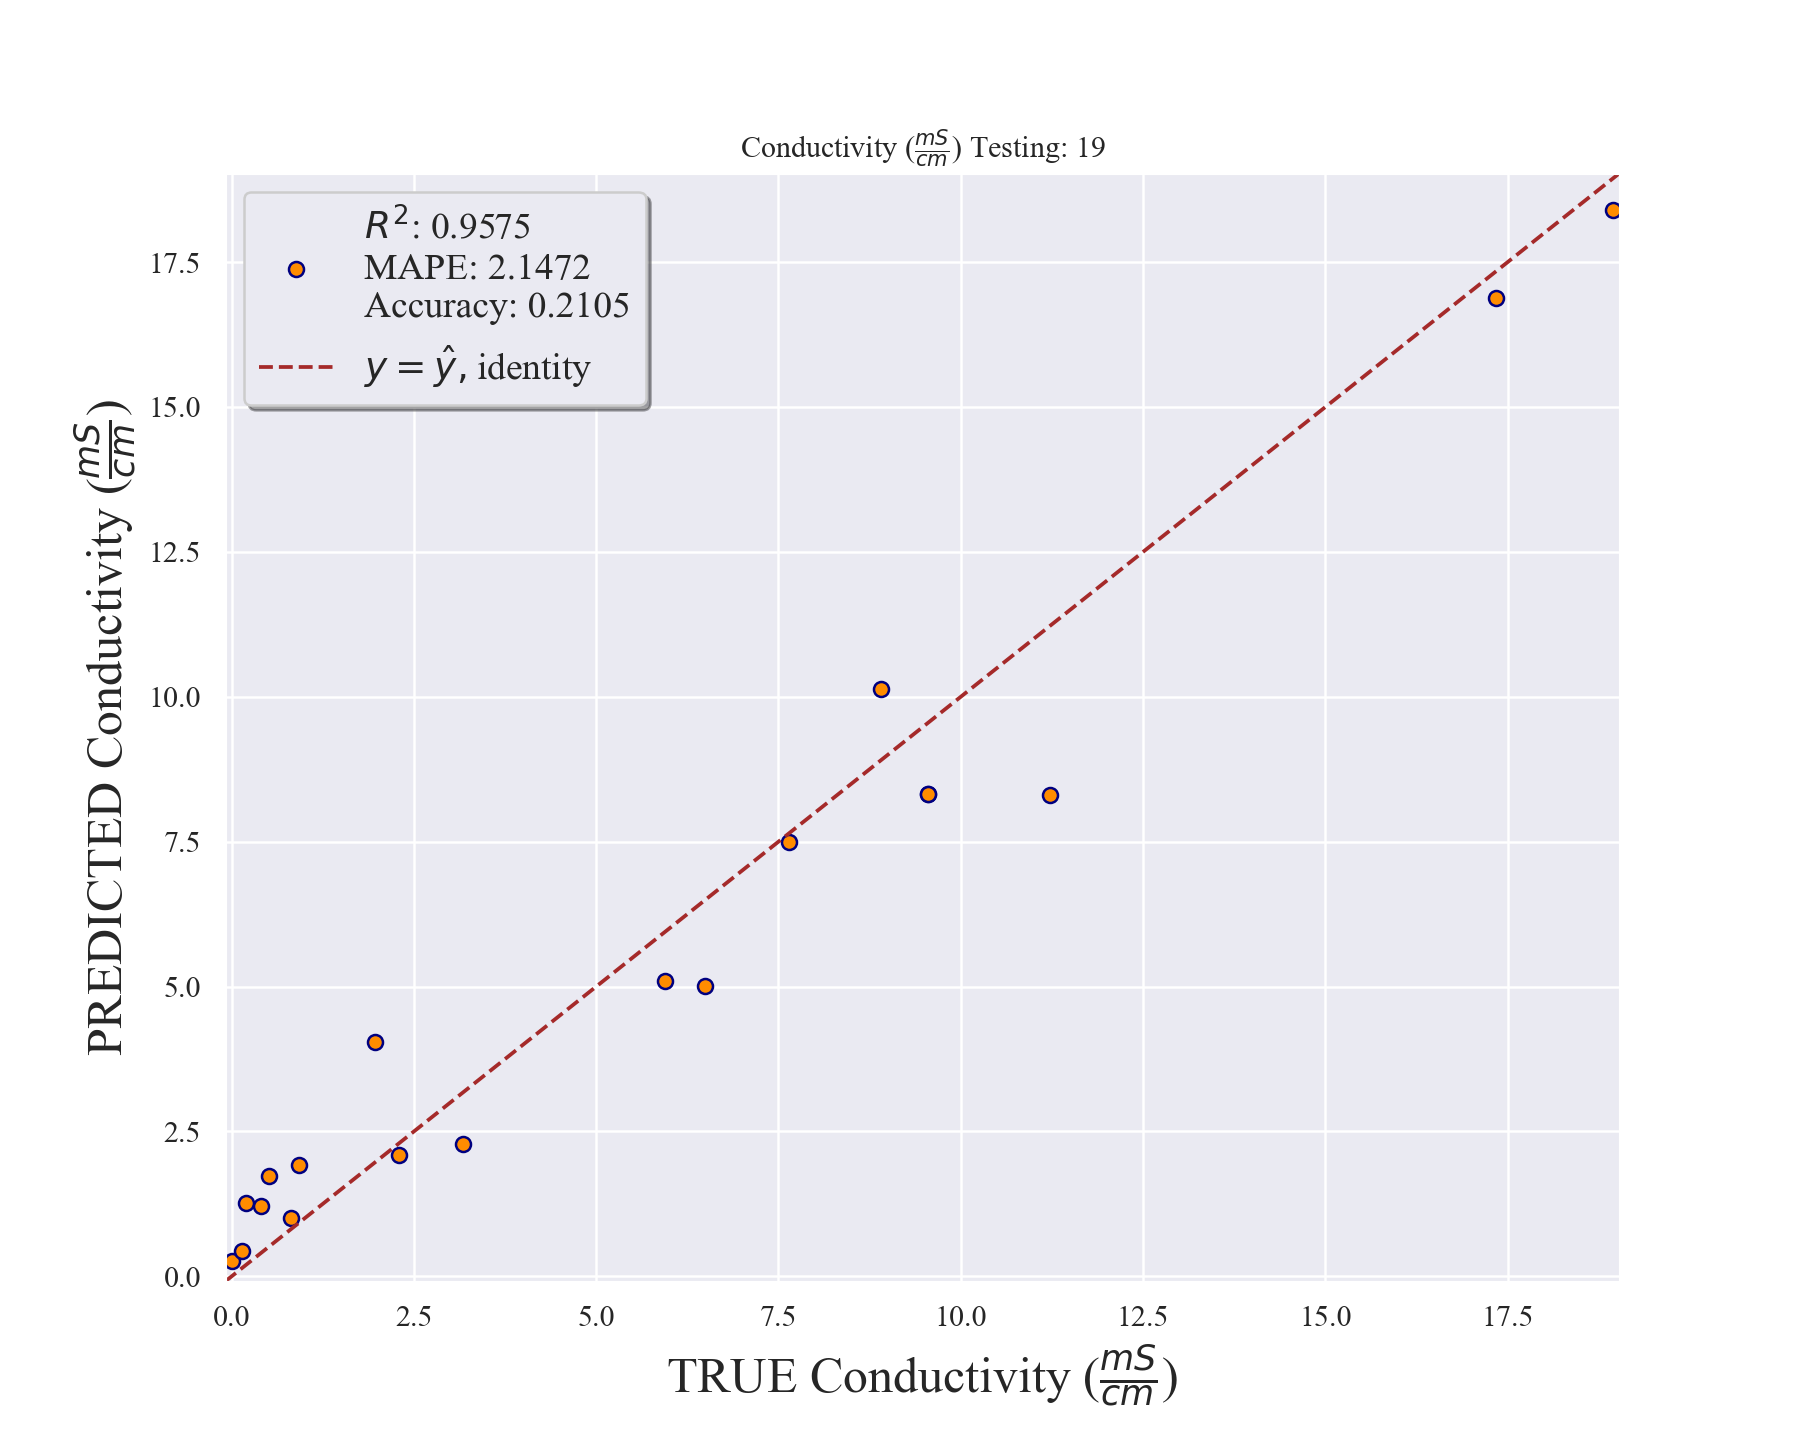 Conductivity (mS/cm) Testing: 19
R²: 0.9575
MAPE: 2.1472
Accuracy: 0.2105
y = ŷ, identity
PREDICTED Conductivity (mS/cm)
17.5
15.0
12.5
10.0
7.5
5.0
2.5
0.0
0.0 2.5 5.0 7.5 10.0 12.5 15.0 17.5
TRUE Conductivity (mS/cm)